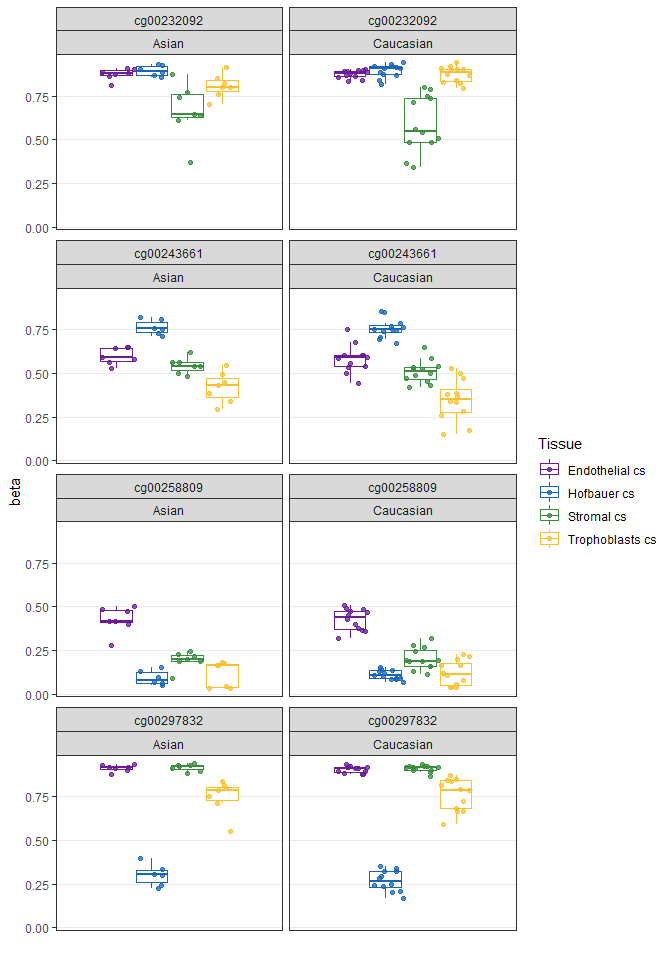 cg00232092
cg00232092
Asian
Caucasian
0.75
0.50
0.25
0.00
cg00243661
cg00243661
Asian
Caucasian
0.75
0.50
0.25
0.00
cg00258809
cg00258809
Asian
Caucasian
0.75
0.50
0.25
0.00
cg00297832
cg00297832
Asian
Caucasian
0.75
0.50
0.25
0.00
beta
Tissue
Endothelial cs
Hofbauer cs
Stromal cs
Trophoblasts cs